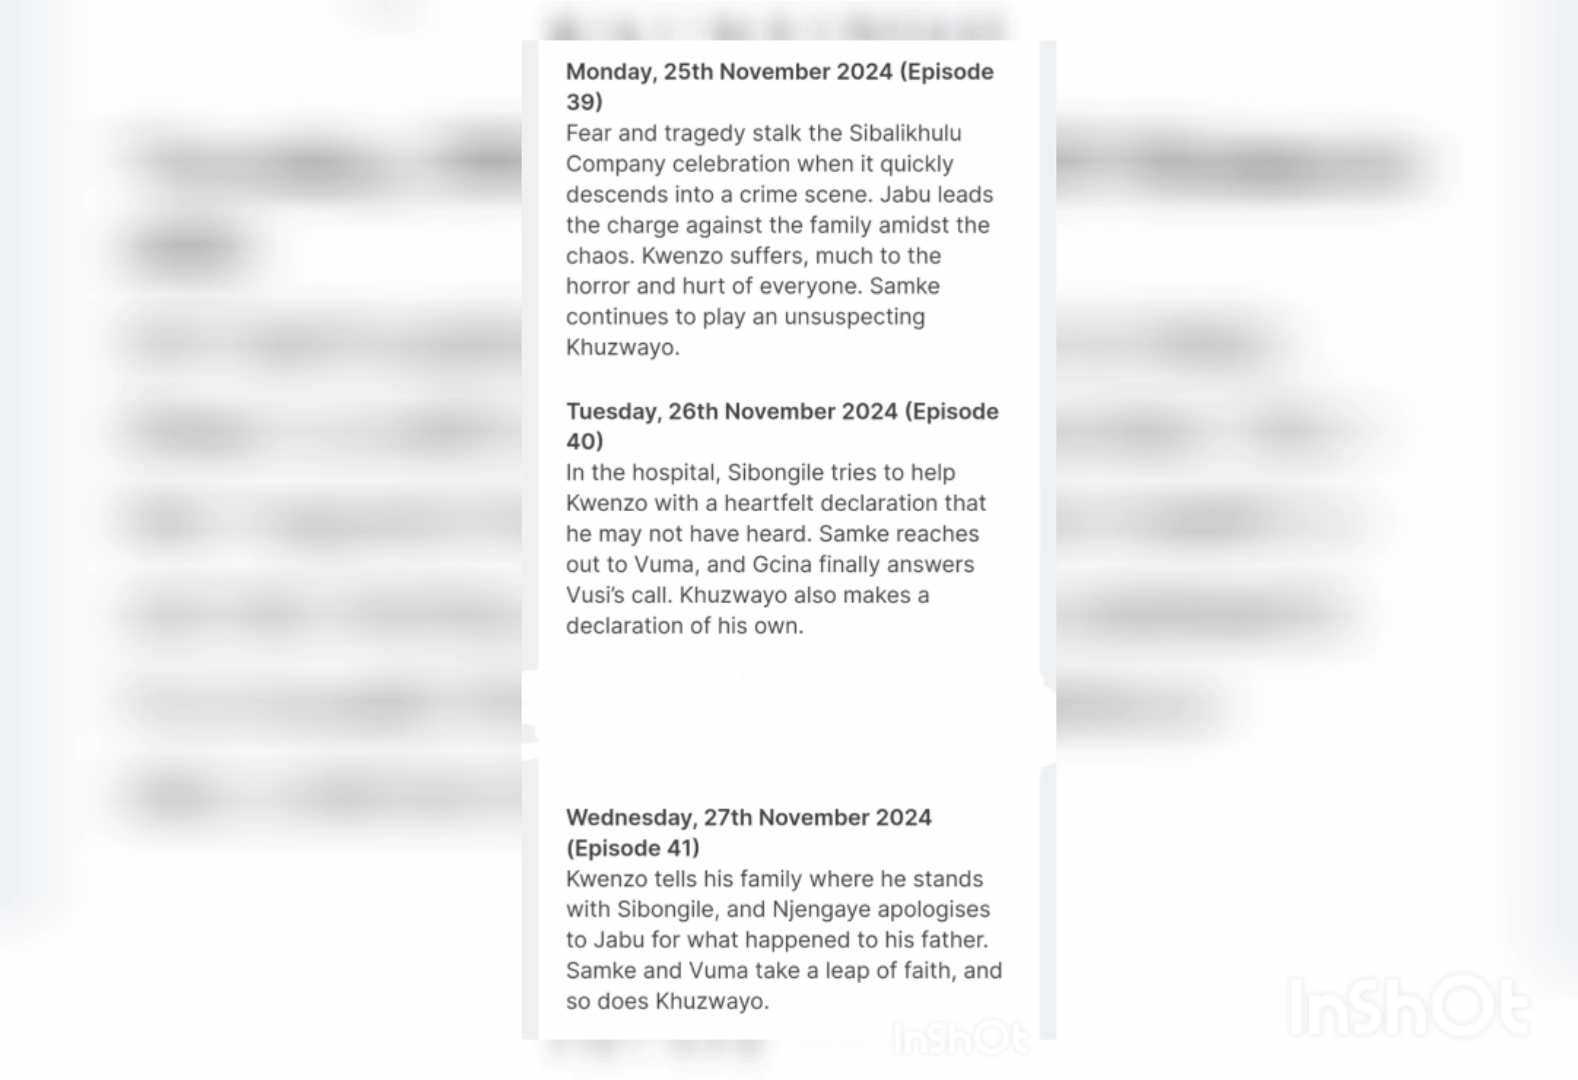 Monday, 25th November 2024 (Episode
39)
Fear and tragedy stalk the Sibalikhulu
Company celebration when it quickly
descends into a crime scene. Jabu leads
the charge against the family amidst the
chaos. Kwenzo suffers, much to the
horror and hurt of everyone. Samke
continues to play an unsuspecting
Khuzwayo.
Tuesday, 26th November 2024 (Episode
40)
In the hospital, Sibongile tries to help
Kwenzo with a heartfelt declaration that
he may not have heard. Samke reaches
out to Vuma, and Gcina finally answers
Vusi’s call. Khuzwayo also makes a
declaration of his own.
Wednesday, 27th November 2024
(Episode 41)
Kwenzo tells his family where he stands
with Sibongile, and Njengaye apologises
to Jabu for what happened to his father.
Samke and Vuma take a leap of faith, and
so does Khuzwayo.
InShOt
InShOt